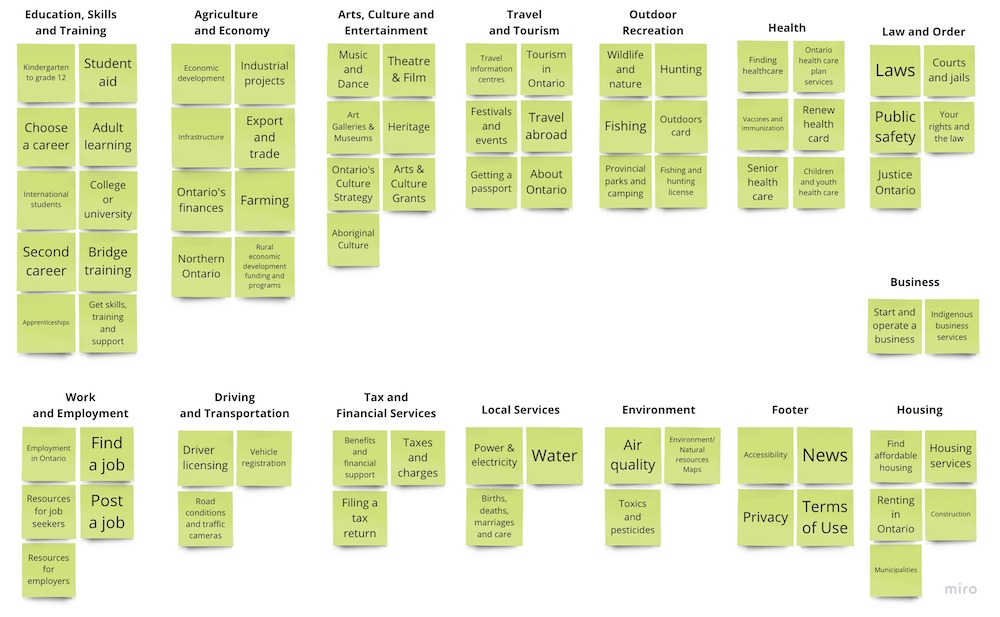 Education, Skills
and Training
Kindergarten
to grade 12
Student
aid
Choose
a career
Adult
learning
International
students
College
or
university
Second
career
Bridge
training
Apprenticeships
Get skills,
training
and
support
Agriculture
and Economy
Economic
development
Industrial
projects
Infrastructure
Export
and
trade
Ontario's
finances
Farming
Northern
Ontario
Rural
economic
development
funding and
programs
Arts, Culture and
Entertainment
Music
and
Dance
Theatre
& Film
Art
Galleries &
Museums
Heritage
Ontario's
Culture
Strategy
Arts &
Culture
Grants
Aboriginal
Culture
Travel
and Tourism
Travel
information
centres
Tourism
in
Ontario
Festivals
and
events
Travel
abroad
Getting a
passport
About
Ontario
Outdoor
Recreation
Wildlife
and
nature
Hunting
Fishing
Outdoors
card
Provincial
parks and
camping
Fishing and
hunting
license
Health
Finding
healthcare
Ontario
health care
plan
services
Vaccines and
immunization
Renew
health
card
Senior
health
care
Children
and youth
health care
Law and Order
Laws
Courts
and jails
Public
safety
Your
rights and
the law
Justice
Ontario
Business
Start and
operate a
business
Indigenous
business
services
Work
and Employment
Employment
in Ontario
Find
a job
Resources
for job
seekers
Post
a job
Resources
for
employers
Driving
and Transportation
Driver
licensing
Vehicle
registration
Road
conditions
and traffic
cameras
Tax and
Financial Services
Benefits
and
financial
support
Taxes
and
charges
Filing a
tax
return
Local Services
Power &
electricity
Water
Births,
deaths,
marriages
and care
Environment
Air
quality
Environment/
Natural
resources
Maps
Toxics
and
pesticides
Footer
Accessibility
News
Privacy
Terms
of Use
Housing
Find
affordable
housing
Housing
services
Renting
in
Ontario
Construction
Municipalities
miro